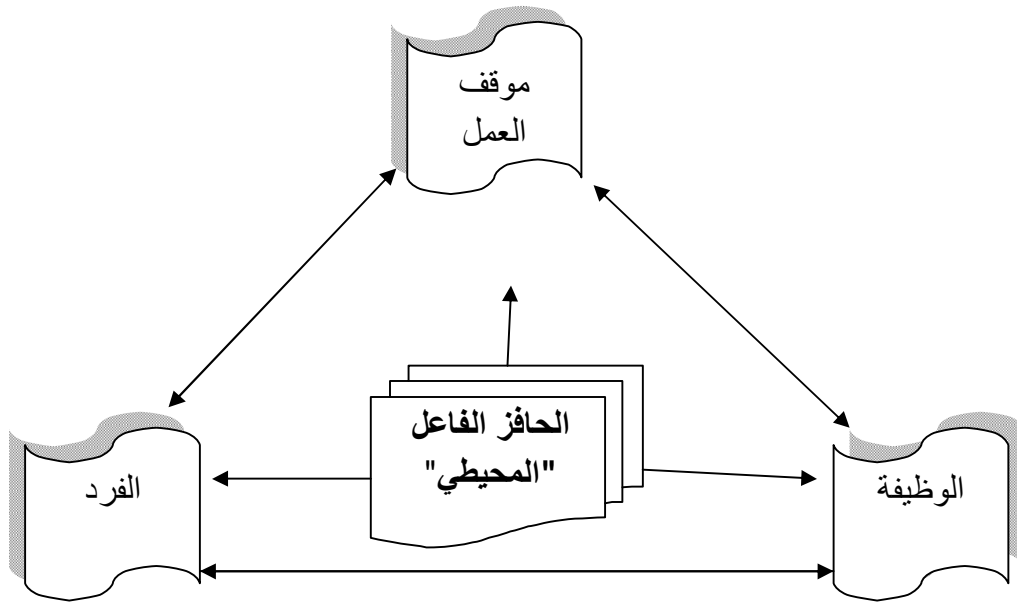 موقف
العمل
الحافز الفاعل
"المحيطي"
الفرد
الوظيفة